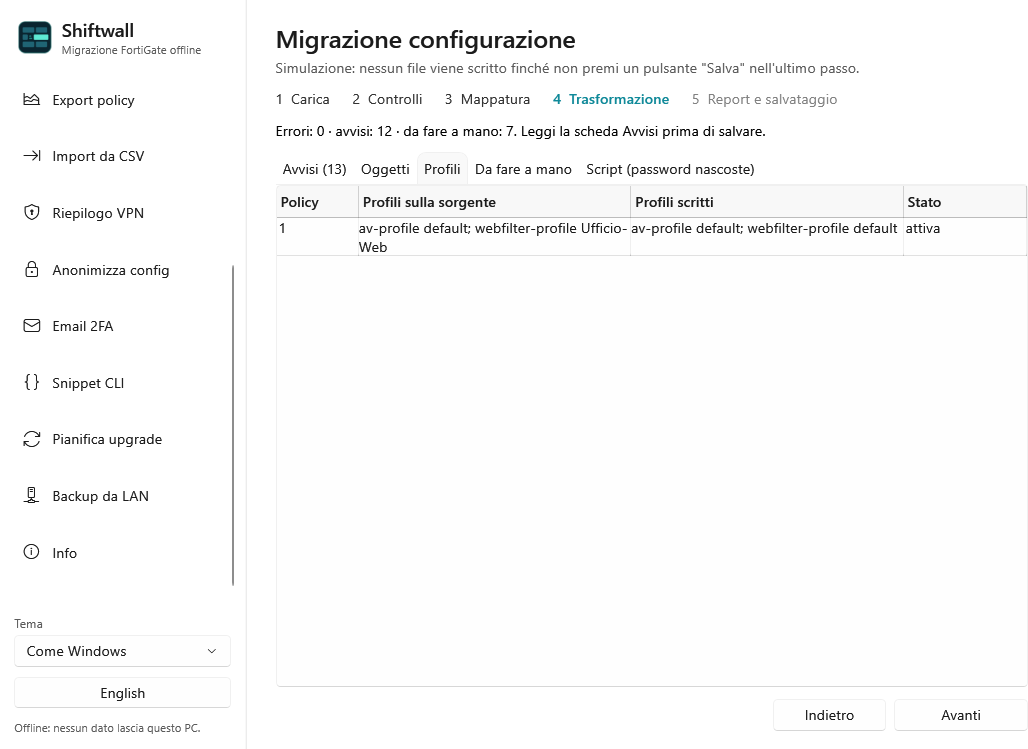 Shiftwall
Migrazione FortiGate offline
Export policy
Import da CSV
Riepilogo VPN
Anonimizza config
Email 2FA
Snippet CLI
Pianifica upgrade
Backup da LAN
Info
Tema
Come Windows
English
Offline: nessun dato lascia questo PC.
Migrazione configurazione
Simulazione: nessun file viene scritto finché non premi un pulsante "Salva" nell'ultimo passo.
1 Carica 2 Controlli 3 Mappatura 4 Trasformazione 5 Report e salvataggio
Errori: 0 · avvisi: 12 · da fare a mano: 7. Leggi la scheda Avvisi prima di salvare.
Avvisi (13) Oggetti Profili Da fare a mano Script (password nascoste)
Policy Profili sulla sorgente Profili scritti Stato
1 av-profile default; webfilter-profile Ufficio- av-profile default; webfilter-profile default attiva
Web
Indietro Avanti